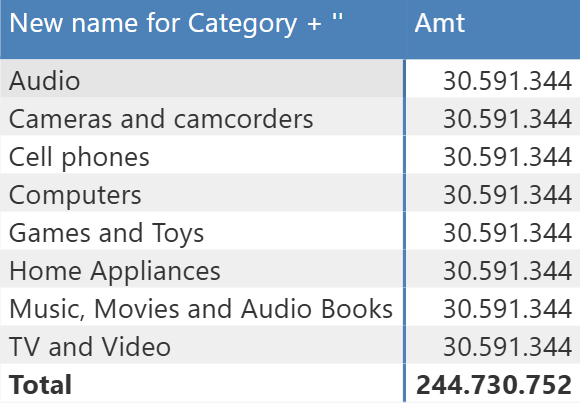 New name for Category + '' Amt
Audio 30.591.344
Cameras and camcorders 30.591.344
Cell phones 30.591.344
Computers 30.591.344
Games and Toys 30.591.344
Home Appliances 30.591.344
Music, Movies and Audio Books 30.591.344
TV and Video 30.591.344
Total 244.730.752